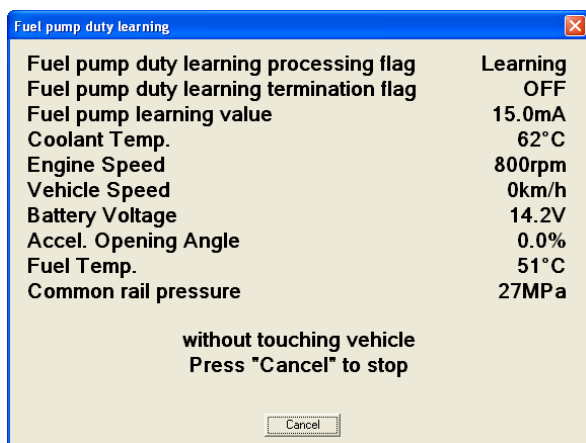 Fuel pump duty learning
Fuel pump duty learning processing flag Learning
Fuel pump duty learning termination flag OFF
Fuel pump learning value 15.0mA
Coolant Temp. 62°C
Engine Speed 800rpm
Vehicle Speed 0km/h
Battery Voltage 14.2V
Accel. Opening Angle 0.0%
Fuel Temp. 51°C
Common rail pressure 27MPa
without touching vehicle
Press "Cancel" to stop
Cancel